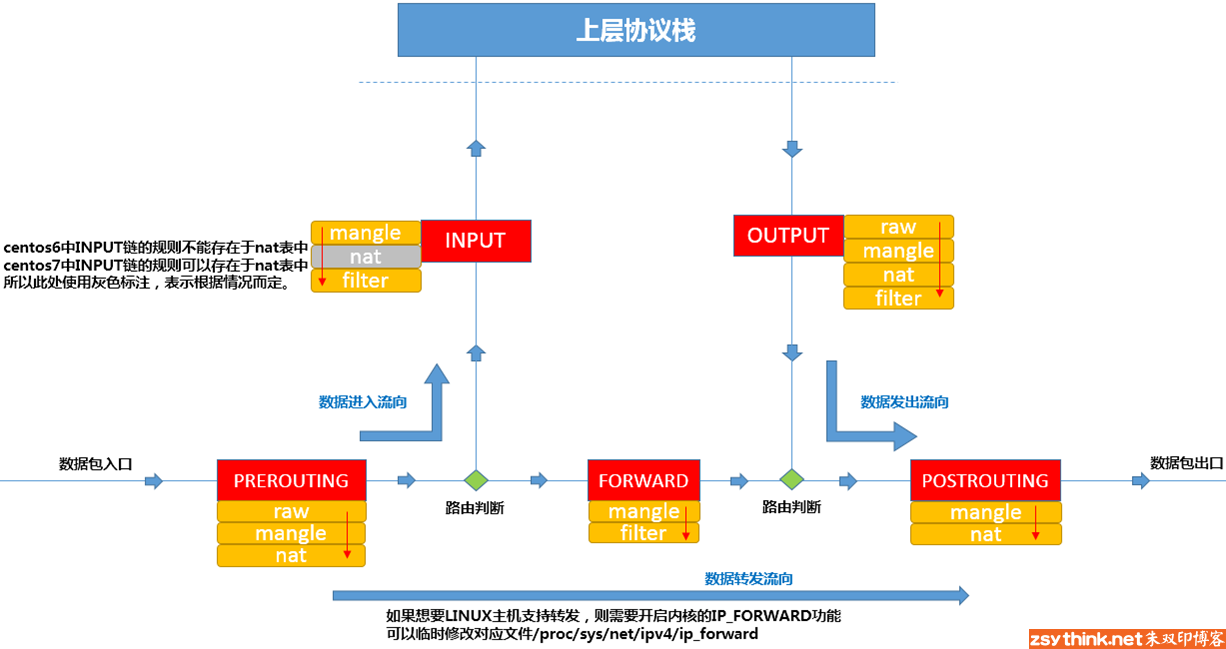 上层协议栈
centos6中INPUT链的规则不能存在于nat表中
centos7中INPUT链的规则可以存在于nat表中
所以此处使用灰色标注，表示根据情况而定。
mangle
nat
filter
INPUT
OUTPUT
raw
mangle
nat
filter
数据进入流向
数据发出流向
数据包入口
PREROUTING
raw
mangle
nat
路由判断
FORWARD
mangle
filter
路由判断
POSTROUTING
mangle
nat
数据包出口
数据转发流向
如果想要LINUX主机支持转发，则需要开启内核的IP_FORWARD功能
可以临时修改对应文件/proc/sys/net/ipv4/ip_forward
zsythink.net朱双印博客